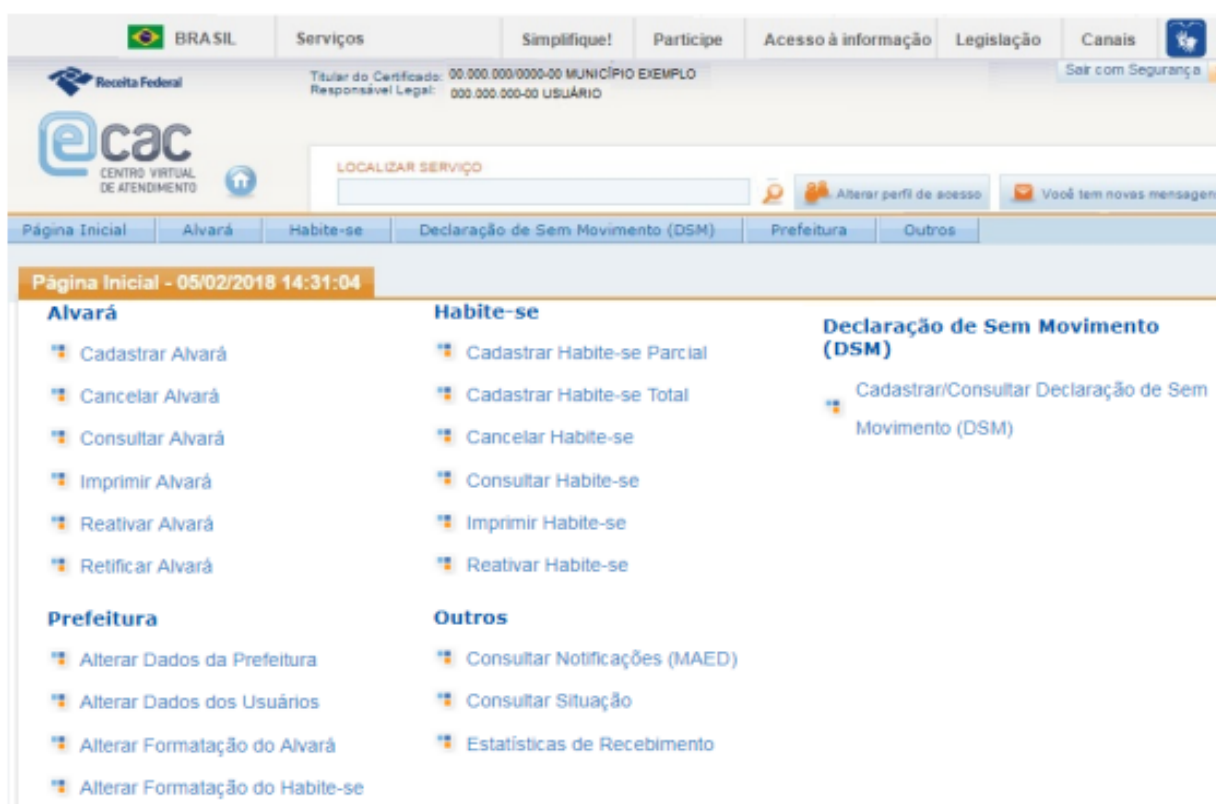 BRASIL Serviços Simplifique! Participe Acesso à informação Legislação Canais
Receita Federal
Titular do Certificado: 00.000.000/0000-00 MUNICÍPIO EXEMPLO
Responsável Legal: 000.000.000-00 USUÁRIO
Sair com Segurança
ecac
CENTRO VIRTUAL
DE ATENDIMENTO
LOCALIZAR SERVIÇO
Alterar perfil de acesso Você tem novas mensagen
Página Inicial Alvará Habite-se Declaração de Sem Movimento (DSM) Prefeitura Outros
Página Inicial - 05/02/2018 14:31:04
Alvará
Cadastrar Alvará
Cancelar Alvará
Consultar Alvará
Imprimir Alvará
Reativar Alvará
Retificar Alvará
Habite-se
Cadastrar Habite-se Parcial
Cadastrar Habite-se Total
Cancelar Habite-se
Consultar Habite-se
Imprimir Habite-se
Reativar Habite-se
Declaração de Sem Movimento
(DSM)
Cadastrar/Consultar Declaração de Sem
Movimento (DSM)
Prefeitura
Alterar Dados da Prefeitura
Alterar Dados dos Usuários
Alterar Formatação do Alvará
Alterar Formatação do Habite-se
Outros
Consultar Notificações (MAED)
Consultar Situação
Estatísticas de Recebimento